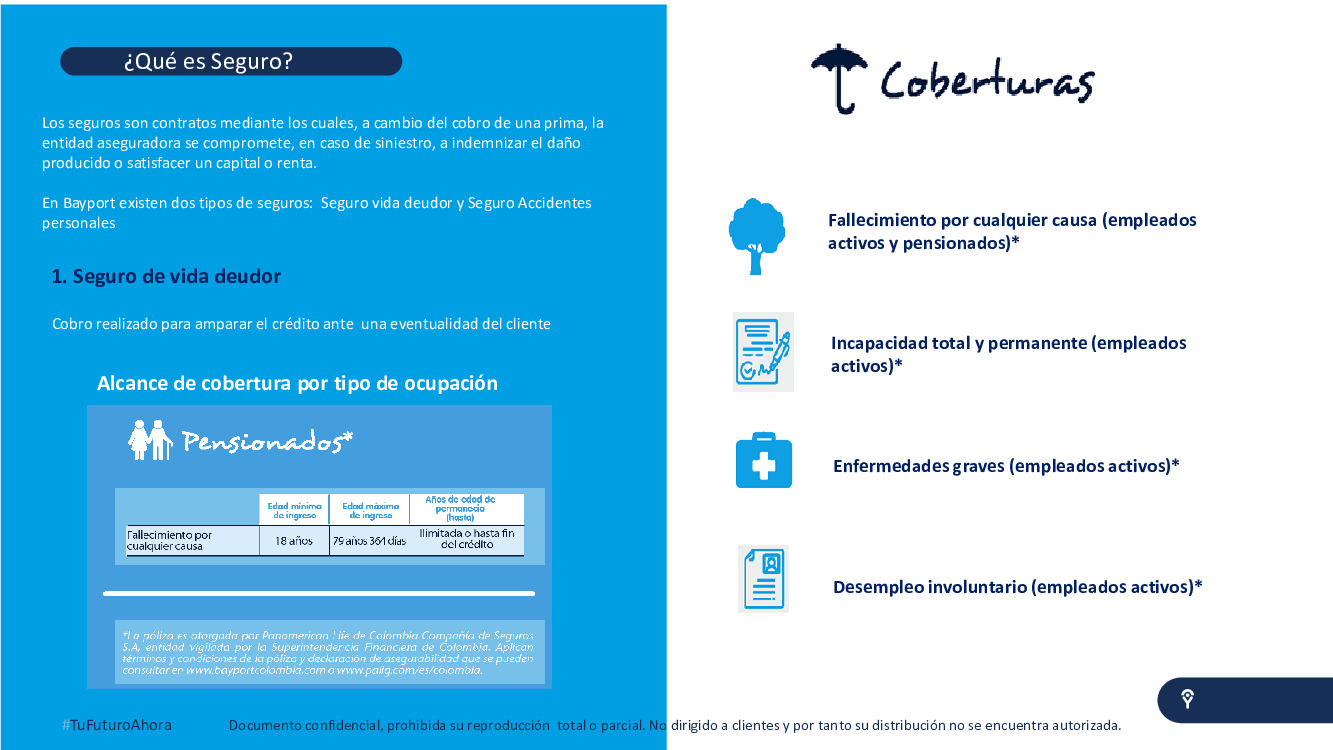 ¿Qué es Seguro?
Los seguros son contratos mediante los cuales, a cambio del cobro de una prima, la
entidad aseguradora se compromete, en caso de siniestro, a indemnizar el daño
producido o satisfacer un capital o renta.
En Bayport existen dos tipos de seguros:  Seguro vida deudor y Seguro Accidentes
personales
1. Seguro de vida deudor
Cobro realizado para amparar el crédito ante  una eventualidad del cliente
Alcance de cobertura por tipo de ocupación
Pensionados*
Edad mínima
de ingreso
Edad máxima
de ingreso
Años de edad de
permanecia
(hasta)
Fallecimiento por
cualquier causa
18 años
79 años 364 días
Ilimitada o hasta fin
del crédito
*La póliza es otorgada por Panamerican Life de Colombia Compañía de Seguros
S.A, entidad vigilada por la Superintendencia Financiera de Colombia. Aplican
términos y condiciones de la póliza y declaración de asegurabilidad que se pueden
consultar en www.bayportcolombia.com o www.palig.com/es/colombia.
Coberturas
Fallecimiento por cualquier causa (empleados
activos y pensionados)*
Incapacidad total y permanente (empleados
activos)*
Enfermedades graves (empleados activos)*
Desempleo involuntario (empleados activos)*
#TuFuturoAhora
Documento confidencial, prohibida su reproducción  total o parcial. No dirigido a clientes y por tanto su distribución no se encuentra autorizada.